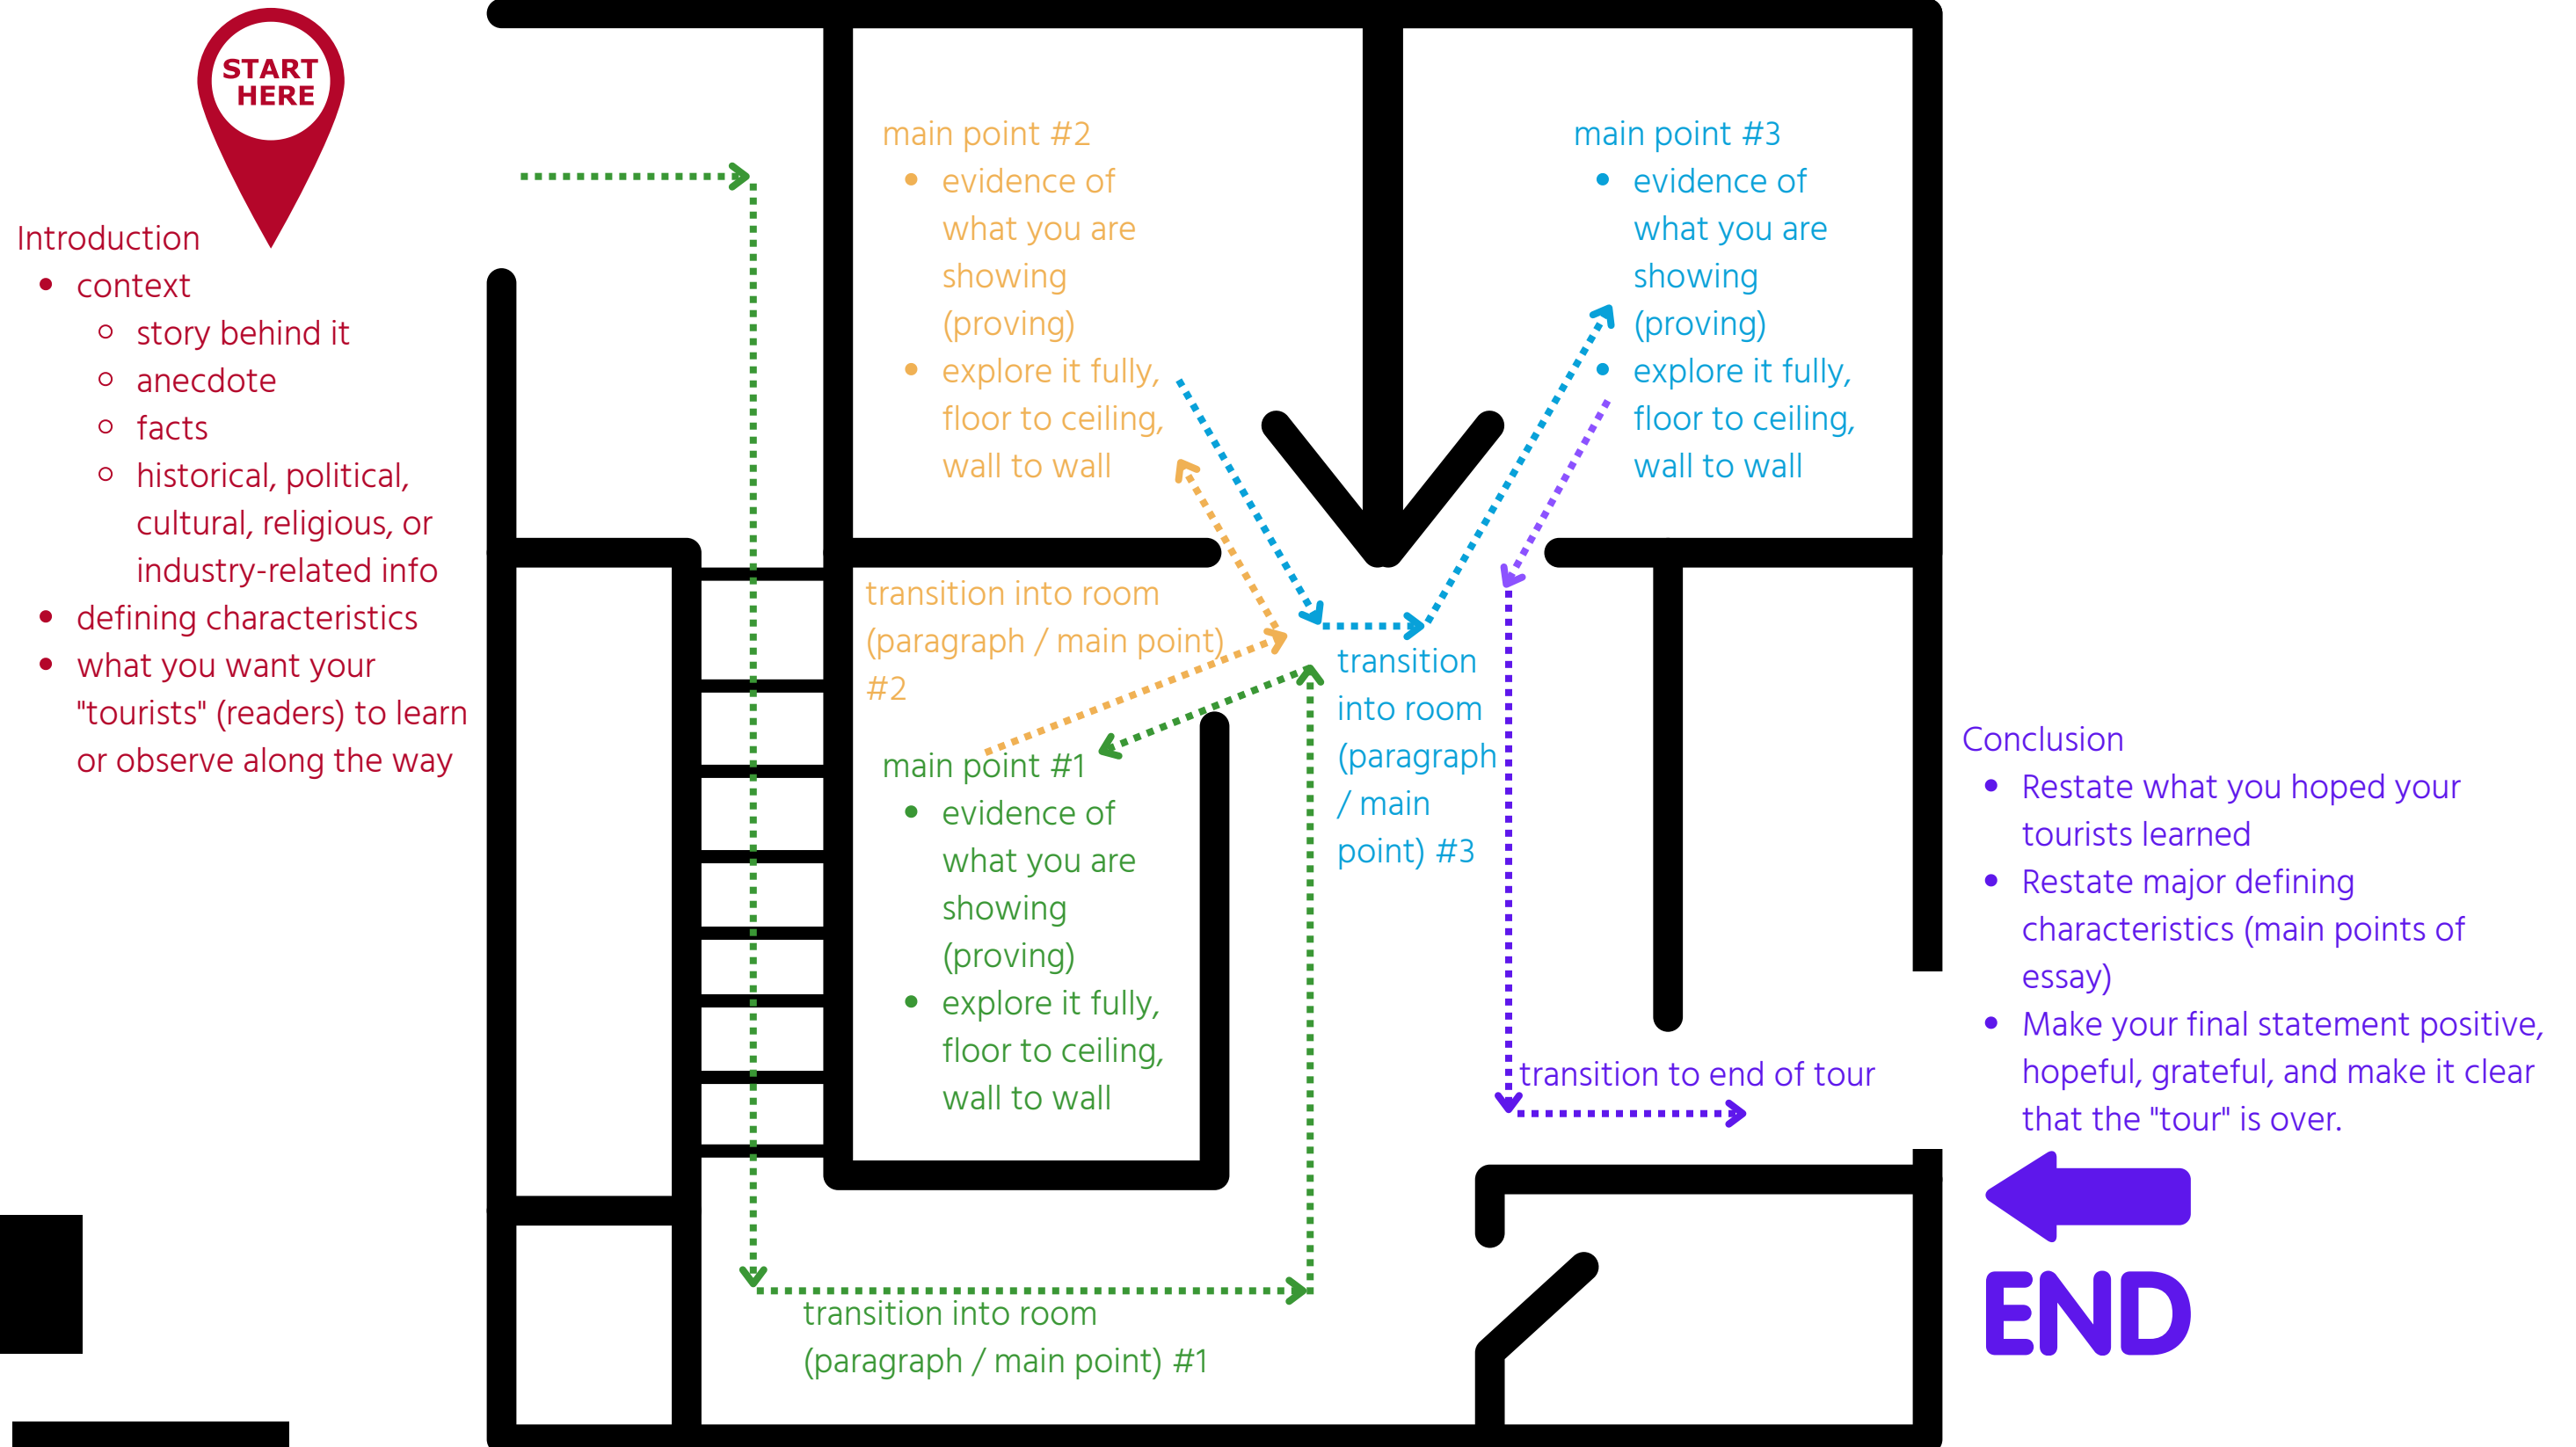 START
HERE
Introduction
context
story behind it
anecdote
facts
historical, political,
cultural, religious, or
industry-related info
defining characteristics
what you want your
"tourists" (readers) to learn
or observe along the way
transition into room
(paragraph / main point) #1
main point #1
evidence of
what you are
showing
(proving)
explore it fully,
floor to ceiling,
wall to wall
transition into room
(paragraph / main point)
#2
main point #2
evidence of
what you are
showing
(proving)
explore it fully,
floor to ceiling,
wall to wall
transition
into room
(paragraph
/ main
point) #3
main point #3
evidence of
what you are
showing
(proving)
explore it fully,
floor to ceiling,
wall to wall
transition to end of tour
Conclusion
Restate what you hoped your
tourists learned
Restate major defining
characteristics (main points of
essay)
Make your final statement positive,
hopeful, grateful, and make it clear
that the "tour" is over.
END